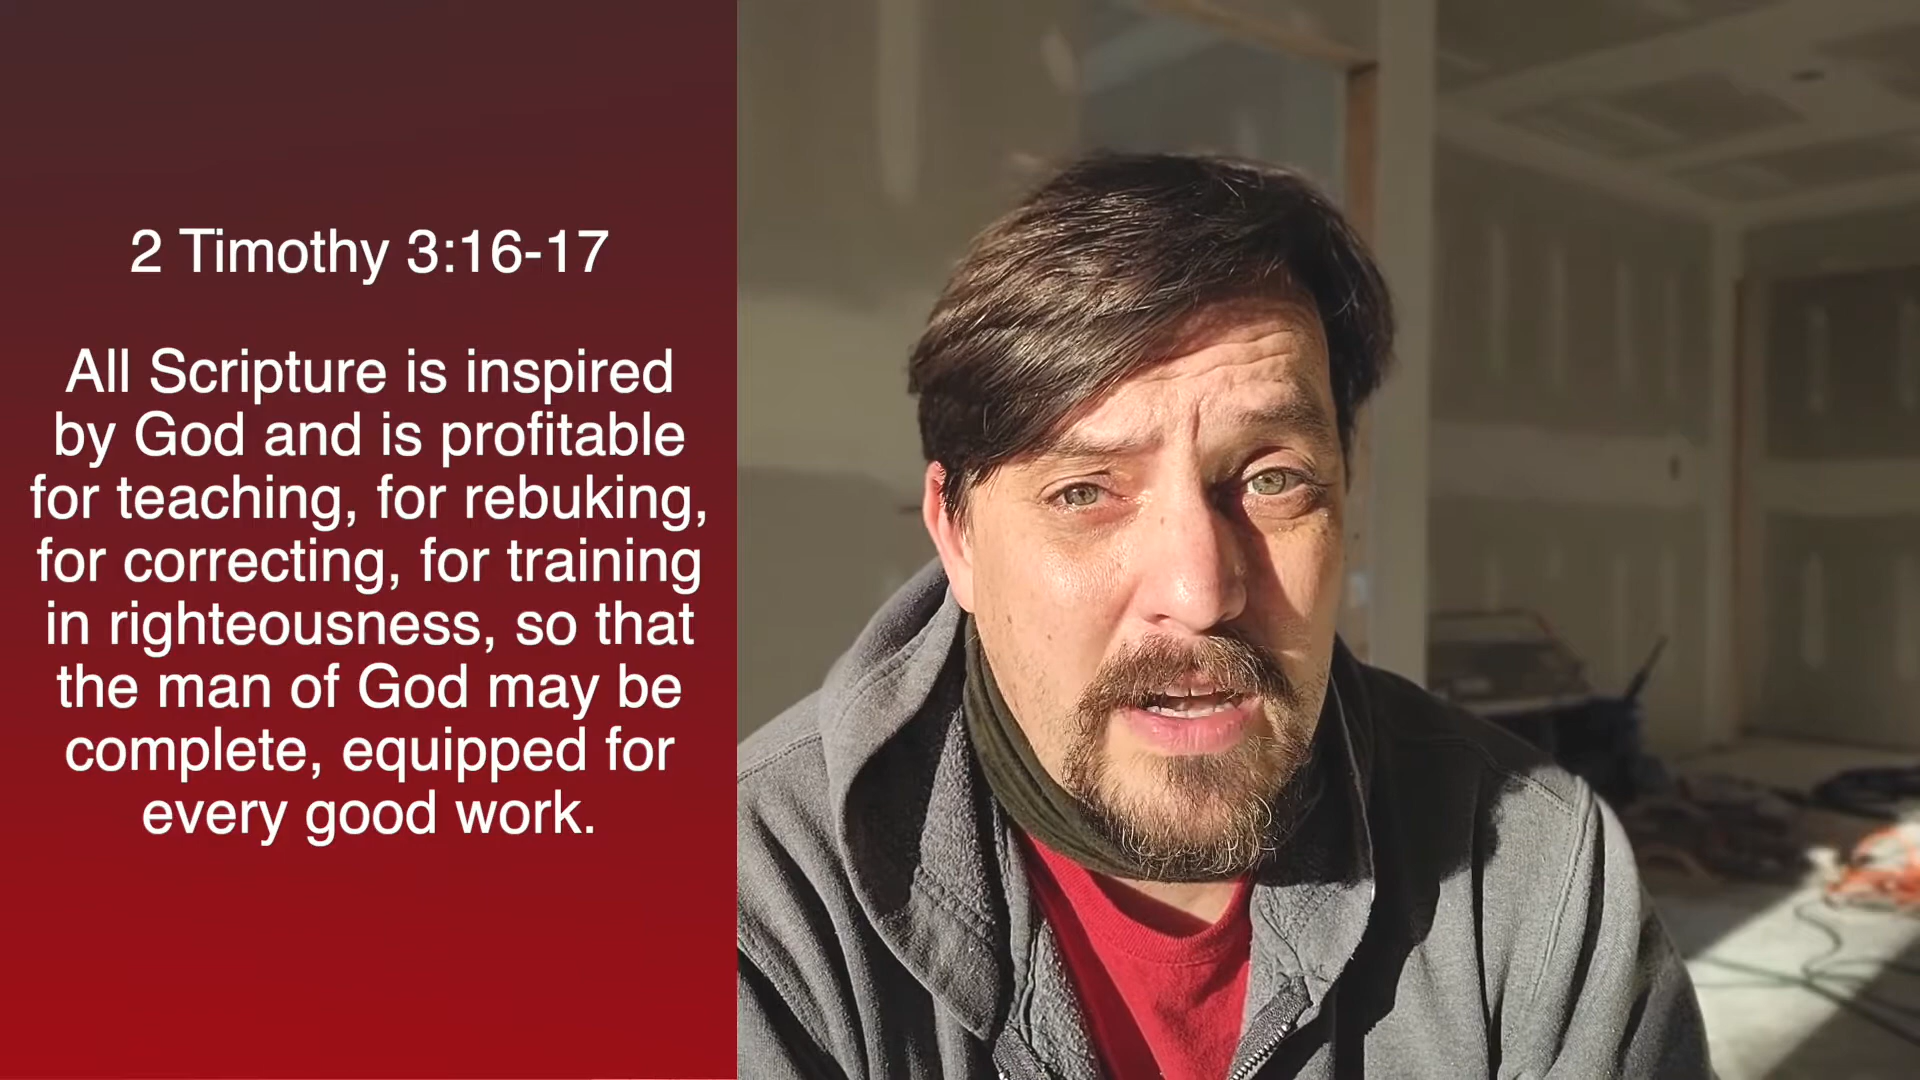 2 Timothy 3:16-17
All Scripture is inspired
by God and is profitable
for teaching, for rebuking,
for correcting, for training
in righteousness, so that
the man of God may be
complete, equipped for
every good work.